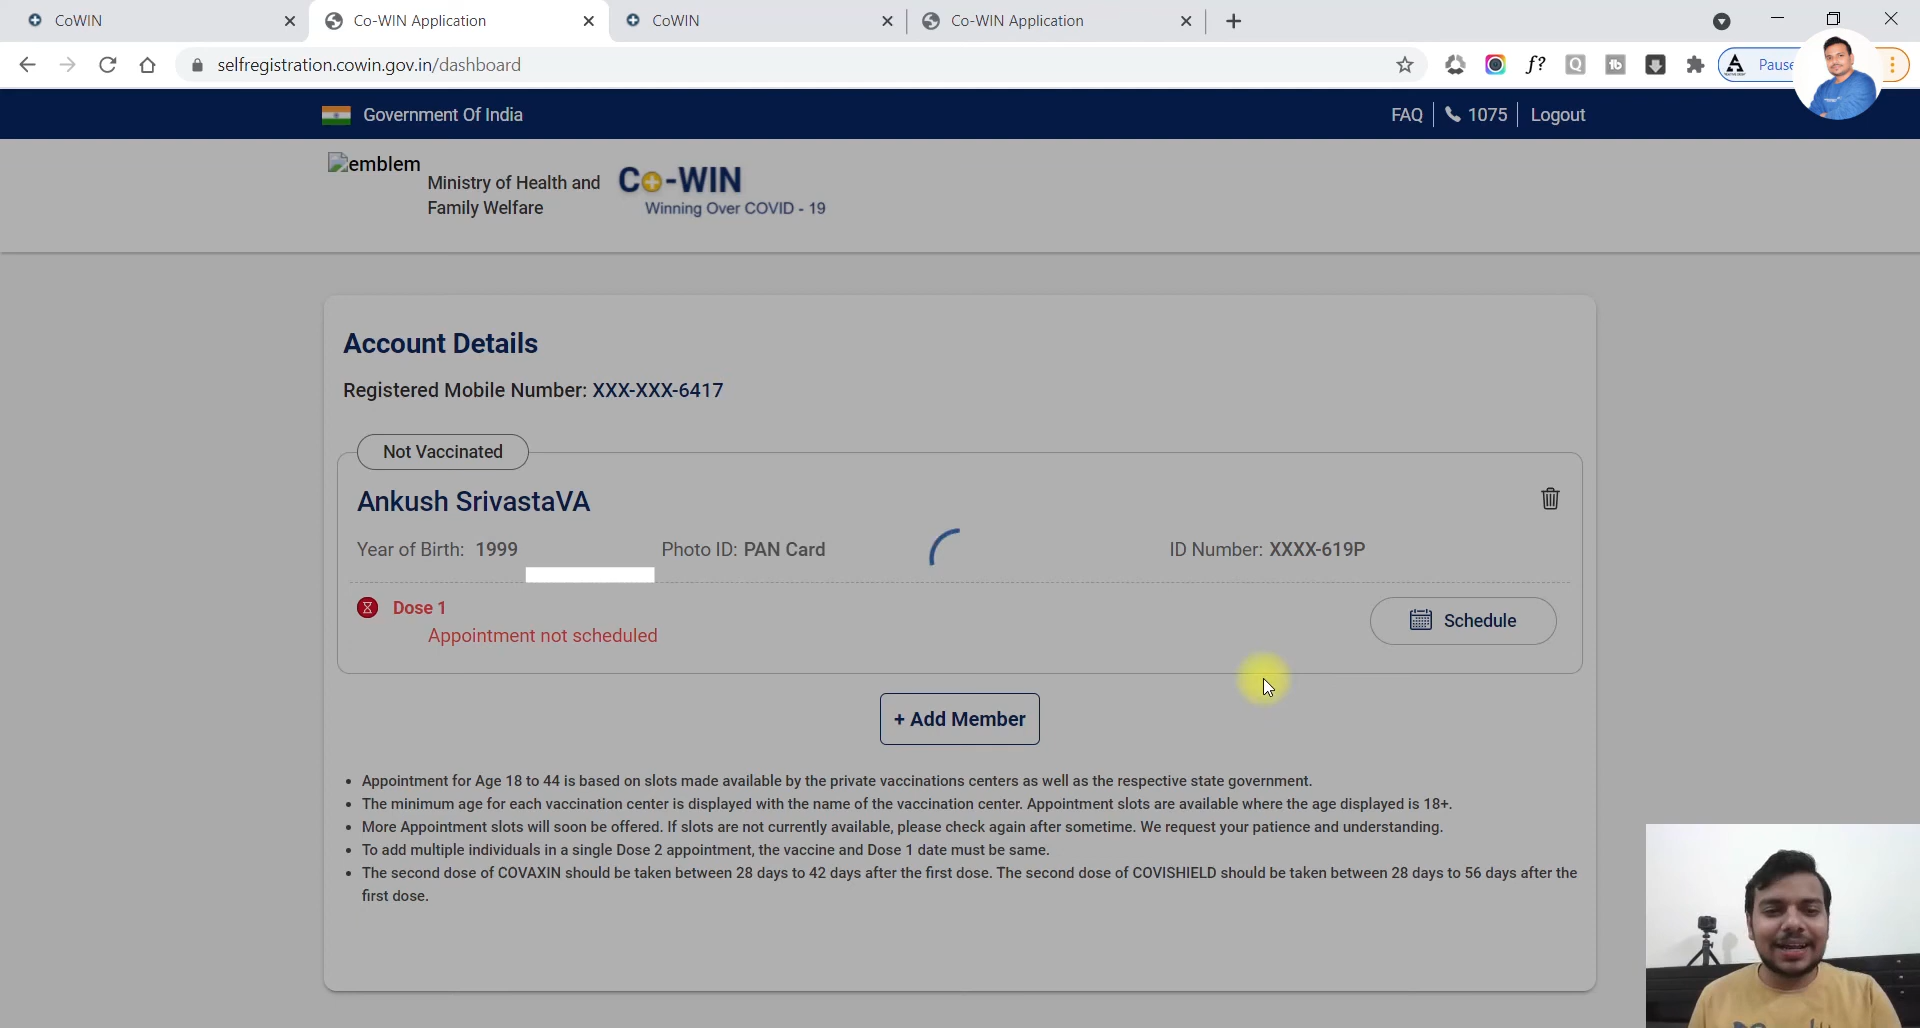 CoWIN
Co-WIN Application
CoWIN
Co-WIN Application
selfregistration.cowin.gov.in/dashboard
f?
Q
tb
A
Government Of India
FAQ
1075
Logout
emblem
Ministry of Health and
Family Welfare
Co-WIN
Winning Over COVID - 19
Account Details
Registered Mobile Number: XXX-XXX-6417
Not Vaccinated
Ankush SrivastaVA
Year of Birth: 1999
Photo ID: PAN Card
ID Number: XXXX-619P
Dose 1
Appointment not scheduled
Schedule
+ Add Member
• Appointment for Age 18 to 44 is based on slots made available by the private vaccinations centers as well as the respective state government.
• The minimum age for each vaccination center is displayed with the name of the vaccination center. Appointment slots are available where the age displayed is 18+.
• More Appointment slots will soon be offered. If slots are not currently available, please check again after sometime. We request your patience and understanding.
• To add multiple individuals in a single Dose 2 appointment, the vaccine and Dose 1 date must be same.
• The second dose of COVAXIN should be taken between 28 days to 42 days after the first dose. The second dose of COVISHIELD should be taken between 28 days to 56 days after the
first dose.